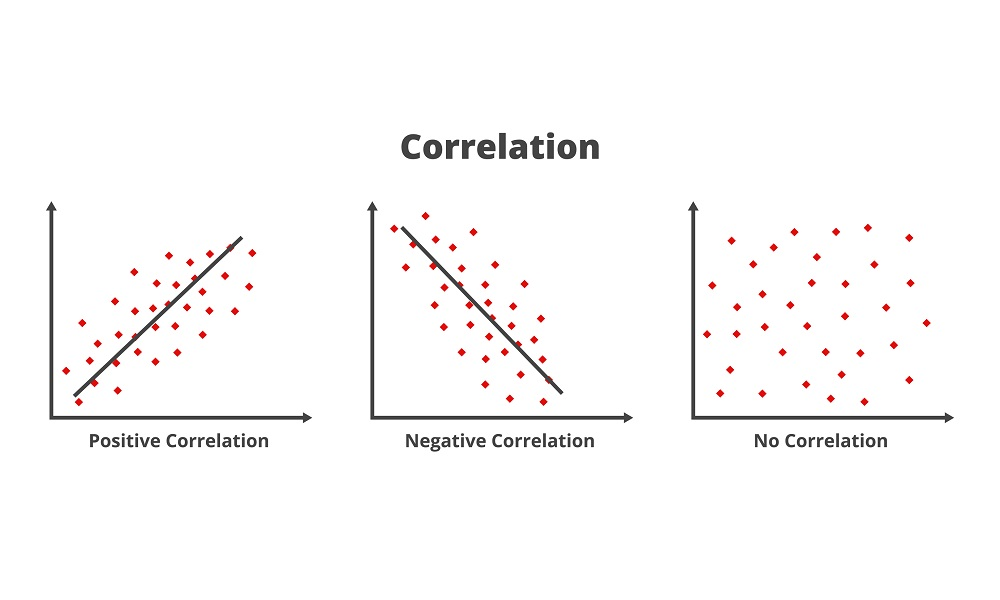 Correlation
Positive Correlation
Negative Correlation
No Correlation